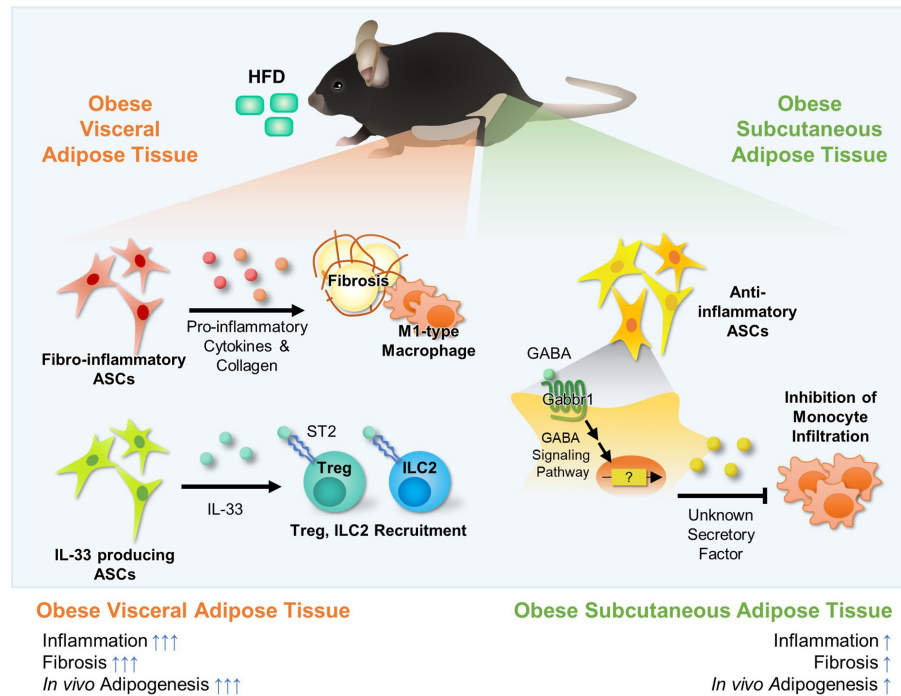 HFD
Obese
Visceral
Adipose Tissue
Obese
Subcutaneous
Adipose Tissue
Fibrosis
Pro-inflammatory
Cytokines &
Collagen
M1-type
Macrophage
Fibro-inflammatory
ASCs
ST2
Treg
ILC2
IL-33
Treg, ILC2 Recruitment
IL-33 producing
ASCs
Anti-
inflammatory
ASCs
GABA
Gabbr1
GABA
Signaling
Pathway
?
Unknown
Secretory
Factor
Inhibition of
Monocyte
Infiltration
Obese Visceral Adipose Tissue
Inflammation ↑↑↑
Fibrosis ↑↑↑
In vivo Adipogenesis ↑↑↑
Obese Subcutaneous Adipose Tissue
Inflammation ↑
Fibrosis ↑
In vivo Adipogenesis ↑